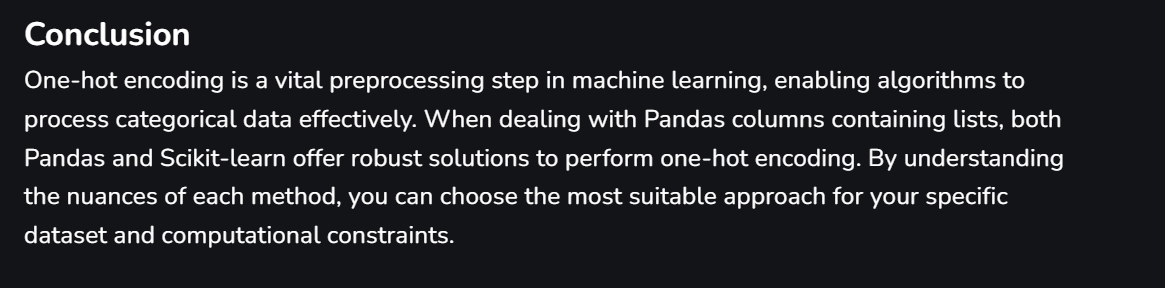 Conclusion
One-hot encoding is a vital preprocessing step in machine learning, enabling algorithms to
process categorical data effectively. When dealing with Pandas columns containing lists, both
Pandas and Scikit-learn offer robust solutions to perform one-hot encoding. By understanding
the nuances of each method, you can choose the most suitable approach for your specific
dataset and computational constraints.